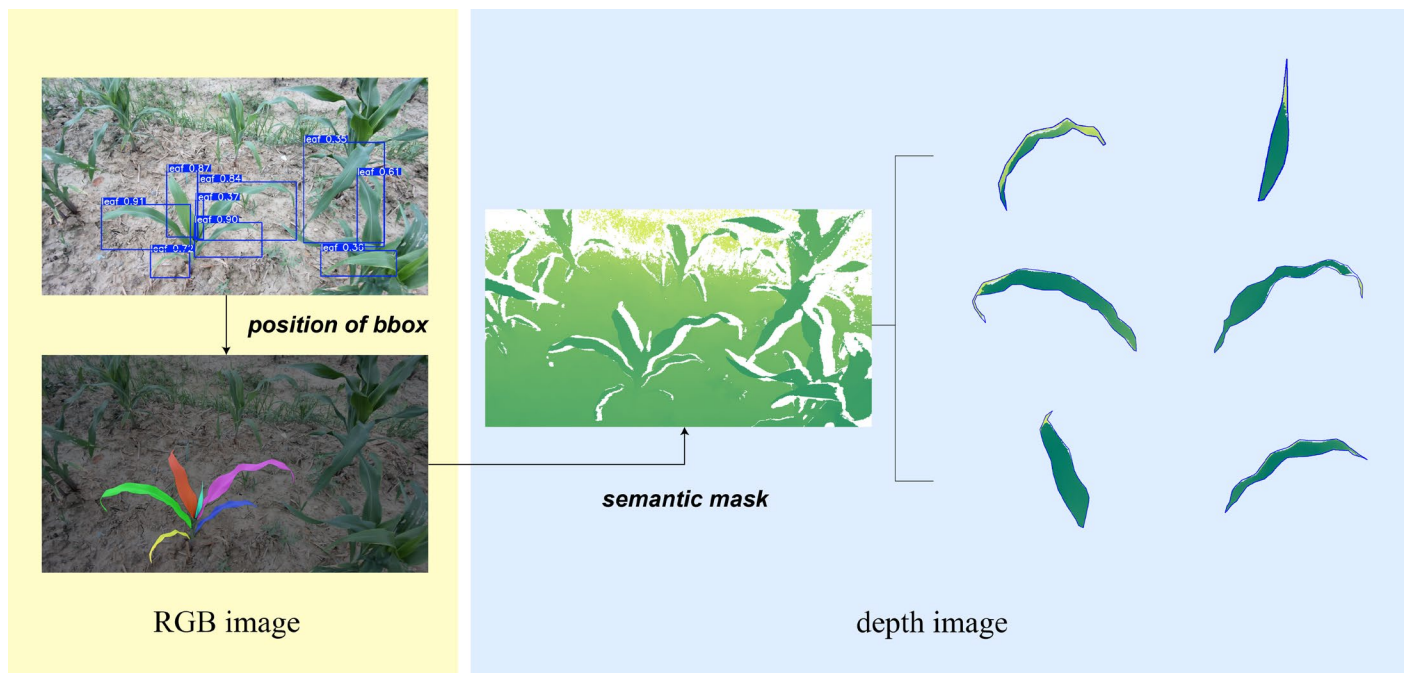 leaf 0.35
leaf 0.87
leaf 0.61
leaf 0.84
leaf 0.37
leaf 0.91
leaf 0.90
leaf 0.72
leaf 0.30
position of bbox
semantic mask
RGB image
depth image